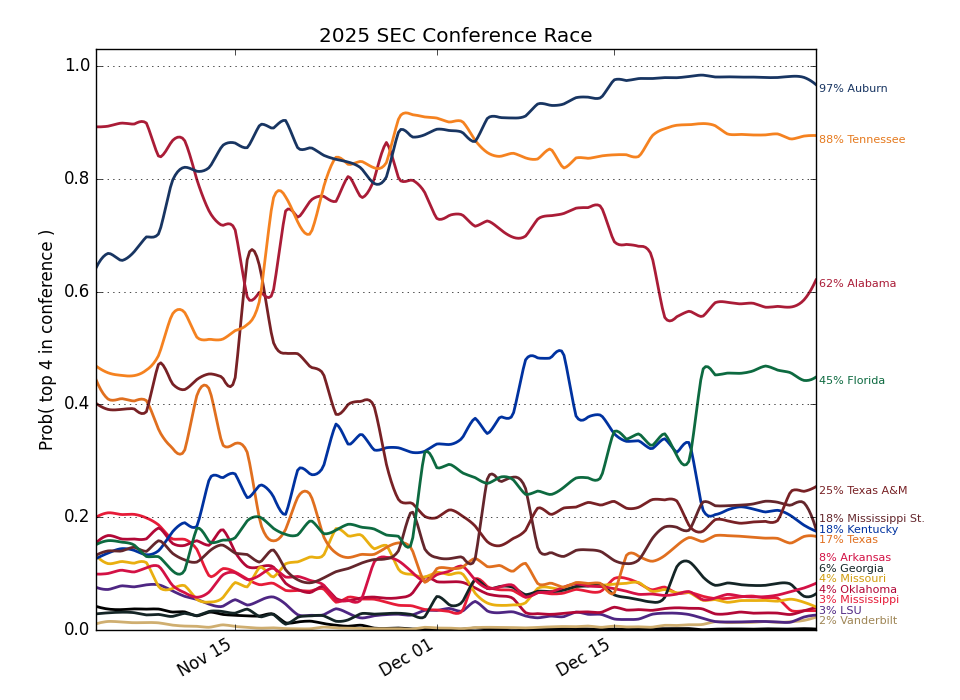 2025 SEC Conference Race
Prob( top 4 in conference )
1.0
0.8
0.6
0.4
0.2
0.0
Nov 15
Dec 01
Dec 15
97% Auburn
88% Tennessee
62% Alabama
45% Florida
25% Texas A&M
18% Mississippi St.
18% Kentucky
17% Texas
8% Arkansas
6% Georgia
4% Missouri
4% Oklahoma
3% Mississippi
3% LSU
2% Vanderbilt